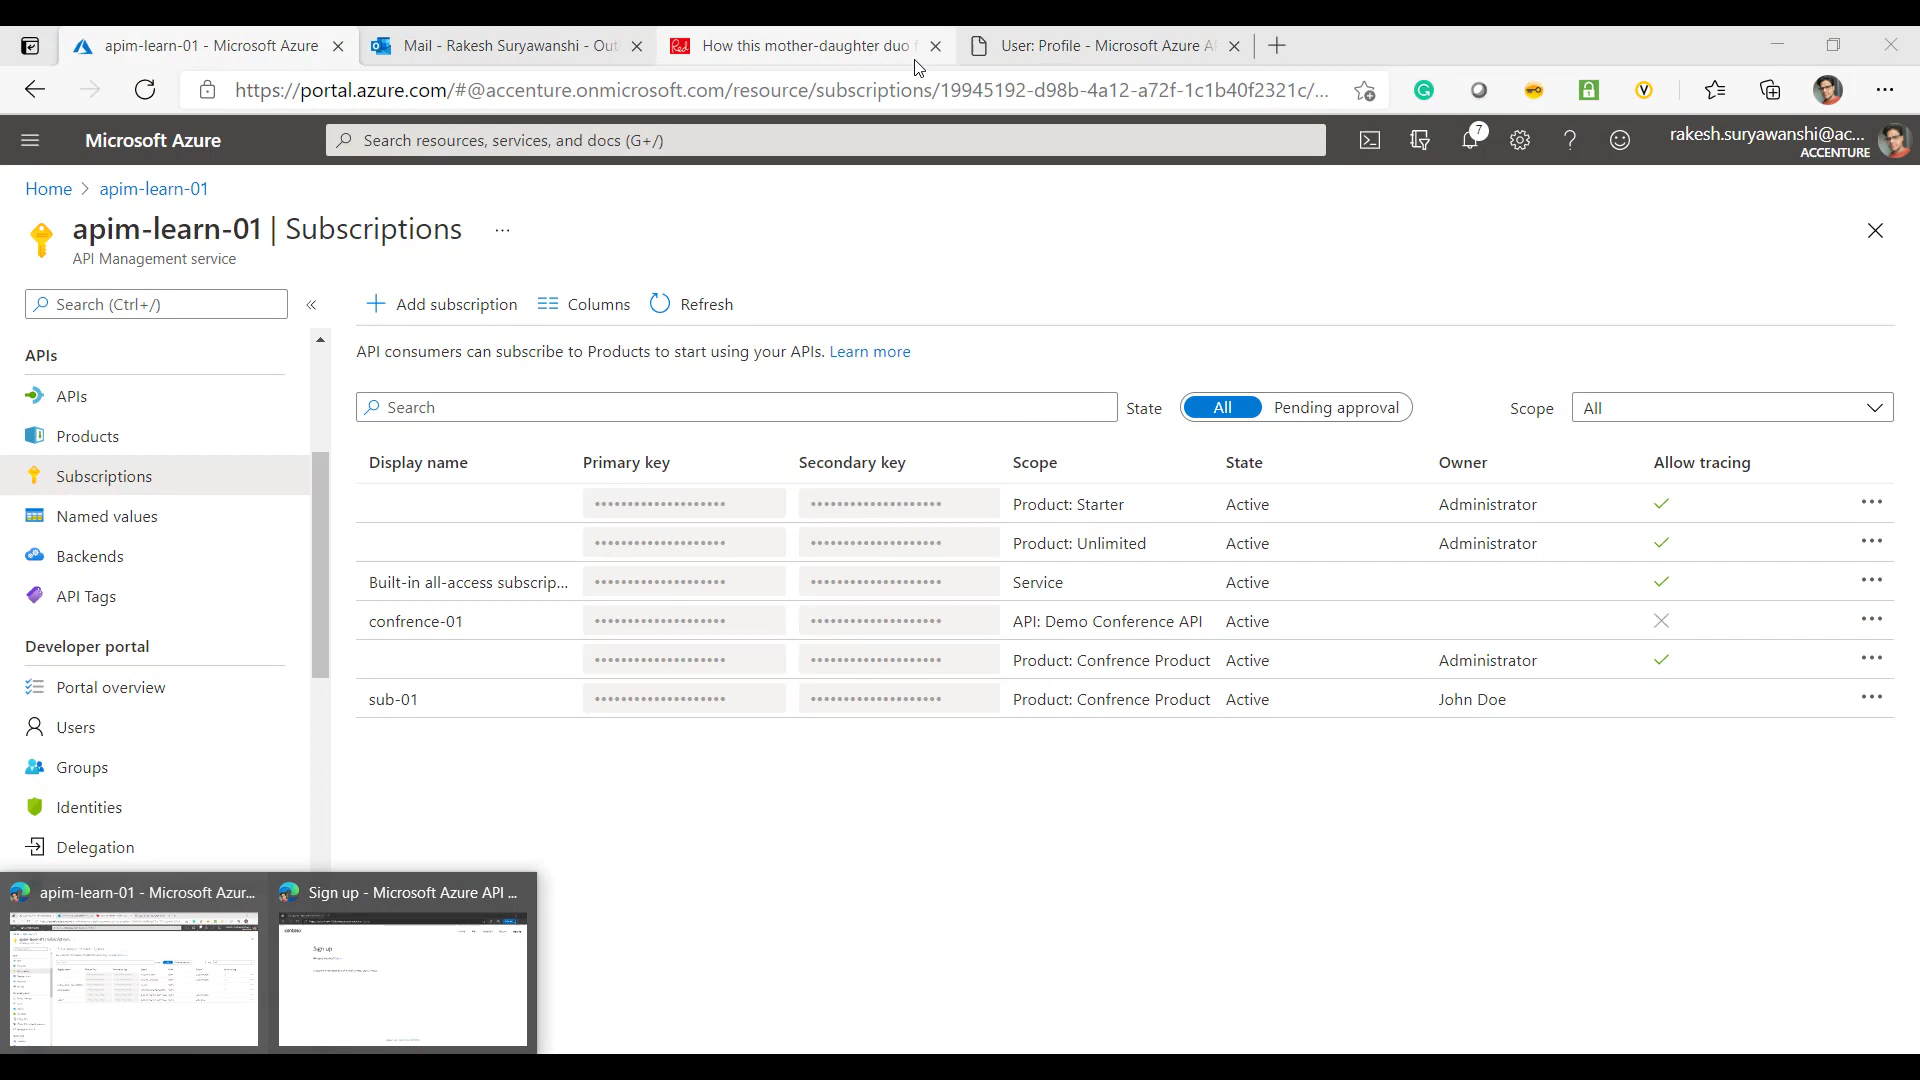 apim-learn-01 - Microsoft Azure
Mail - Rakesh Suryawanshi - Out
How this mother-daughter duo f
User: Profile - Microsoft Azure A
https://portal.azure.com/#@accenture.onmicrosoft.com/resource/subscriptions/19945192-d98b-4a12-a72f-1c1b40f2321c/...
Microsoft Azure
Search resources, services, and docs (G+/)
7
rakesh.suryawanshi@ac...
ACCENTURE
Home > apim-learn-01
apim-learn-01 | Subscriptions ...
API Management service
Search (Ctrl+/)
«
Add subscription
Columns
Refresh
APIs
APIs
Products
Subscriptions
Named values
Backends
API Tags
Developer portal
Portal overview
Users
Groups
Identities
Delegation
API consumers can subscribe to Products to start using your APIs. Learn more
Search
State
All
Pending approval
Scope
All
Display name Primary key Secondary key Scope State Owner Allow tracing
Product: Starter Active Administrator
Product: Unlimited Active Administrator
Built-in all-access subscrip... Service Active
confrence-01 API: Demo Conference API Active
Product: Confrence Product Active Administrator
sub-01 Product: Confrence Product Active John Doe
apim-learn-01 - Microsoft Azur...
Sign up - Microsoft Azure API ...
Sign up